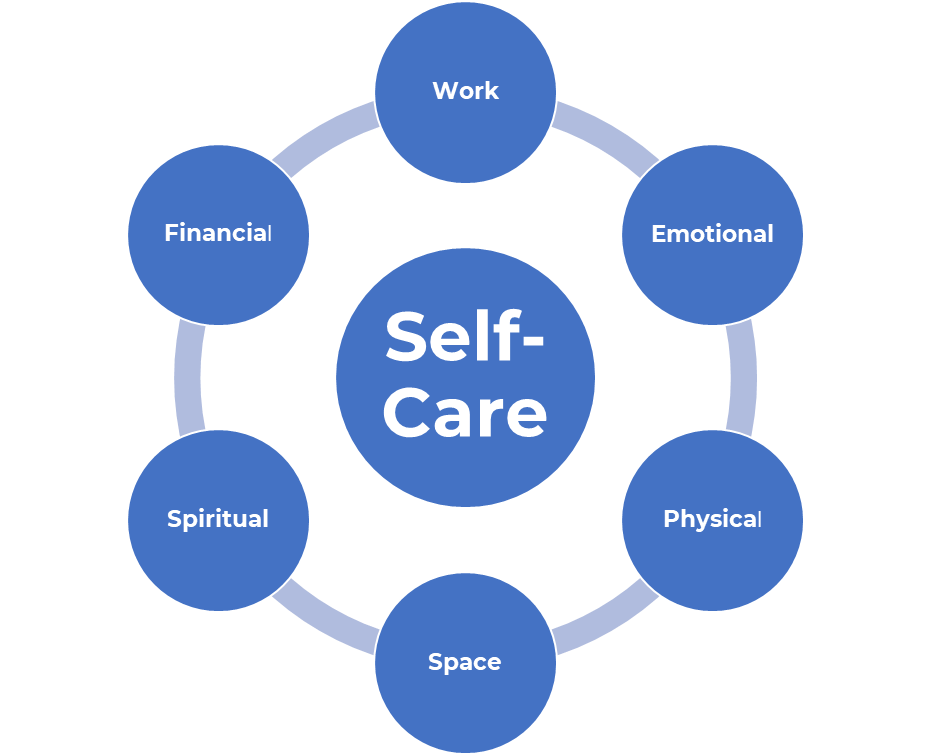 Work
Financial
Emotional
Self-
Care
Spiritual
Physical
Space